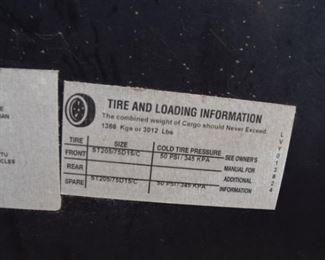 TIRE AND LOADING INFORMATION
The combined weight of Cargo should Never Exceed
1366 Kgs or 3012 Lbs
TIRE SIZE COLD TIRE PRESSURE
FRONT ST205/75D15/C 50 PSI / 345 KPA SEE OWNER'S
REAR MANUAL FOR
ADDITIONAL
SPARE ST205/75D15/C 50 PSI / 345 KPA INFORMATION